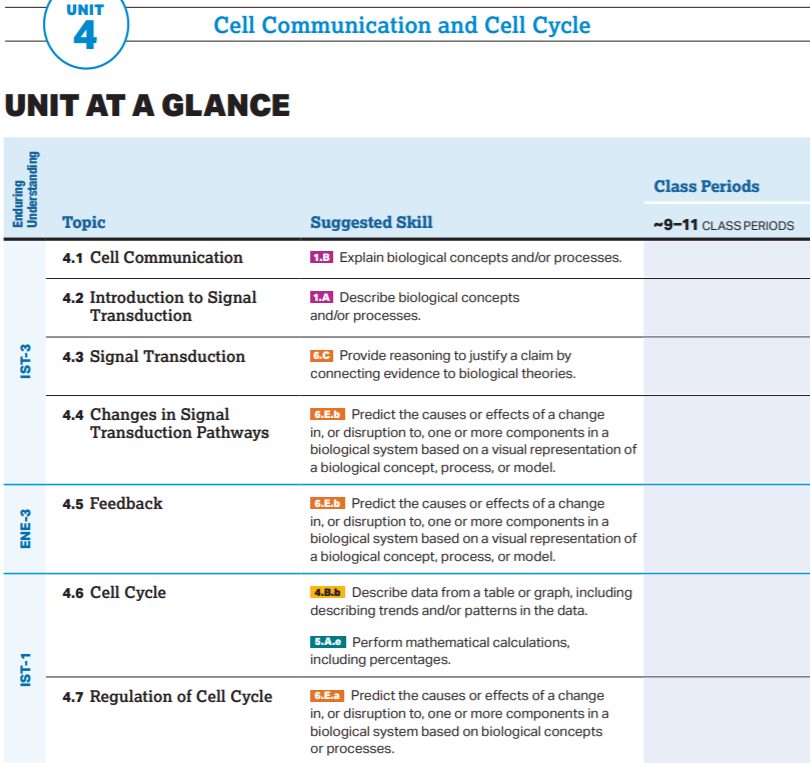 UNIT
4
Cell Communication and Cell Cycle
UNIT AT A GLANCE
Enduring
Understanding
Topic
Suggested Skill
Class Periods
~9–11 CLASS PERIODS
IST-3
4.1 Cell Communication
1.B Explain biological concepts and/or processes.
4.2 Introduction to Signal
Transduction
1.A Describe biological concepts
and/or processes.
4.3 Signal Transduction
6.C Provide reasoning to justify a claim by
connecting evidence to biological theories.
4.4 Changes in Signal
Transduction Pathways
6.E.b Predict the causes or effects of a change
in, or disruption to, one or more components in a
biological system based on a visual representation of
a biological concept, process, or model.
ENE-3
4.5 Feedback
6.E.b Predict the causes or effects of a change
in, or disruption to, one or more components in a
biological system based on a visual representation of
a biological concept, process, or model.
IST-1
4.6 Cell Cycle
4.B.b Describe data from a table or graph, including
describing trends and/or patterns in the data.
5.A.e Perform mathematical calculations,
including percentages.
4.7 Regulation of Cell Cycle
6.E.a Predict the causes or effects of a change
in, or disruption to, one or more components in a
biological system based on biological concepts
or processes.